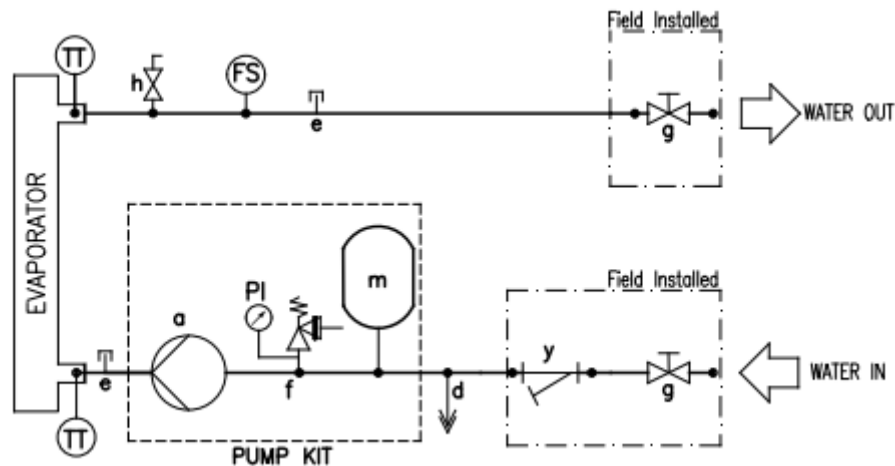 Field Installed
TT
h
FS
e
g
WATER OUT
EVAPORATOR
Field Installed
PI
m
a
y
e
f
d
g
WATER IN
TT
PUMP KIT